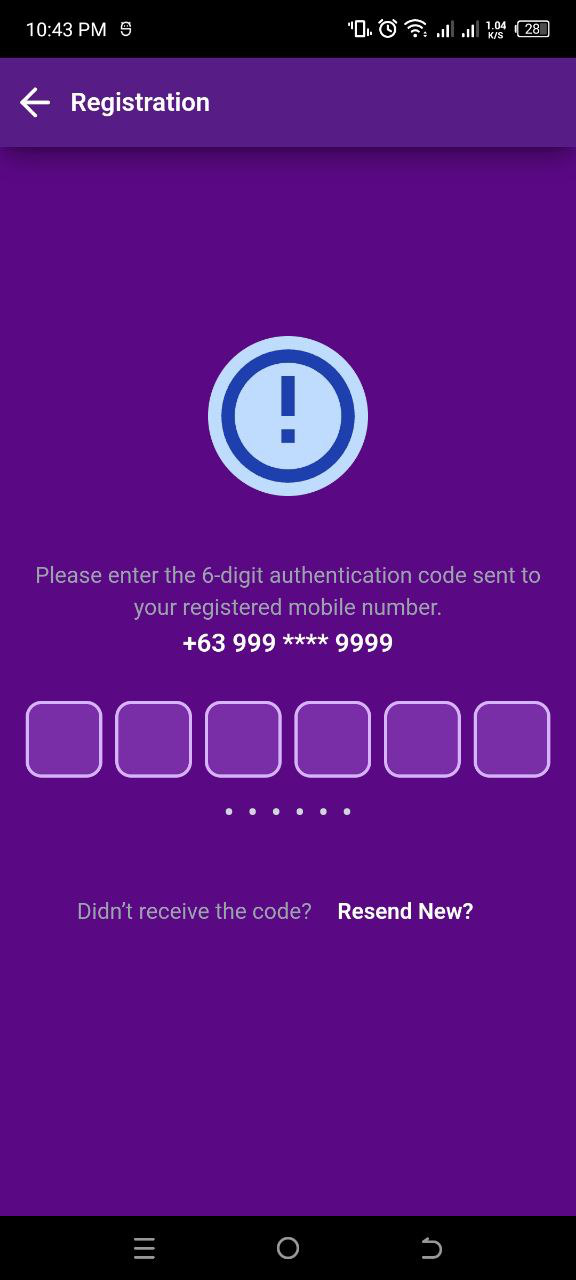 10:43 PM
1.04
K/S
28
Registration
Please enter the 6-digit authentication code sent to
your registered mobile number.
+63 999 **** 9999
Didn't receive the code? Resend New?